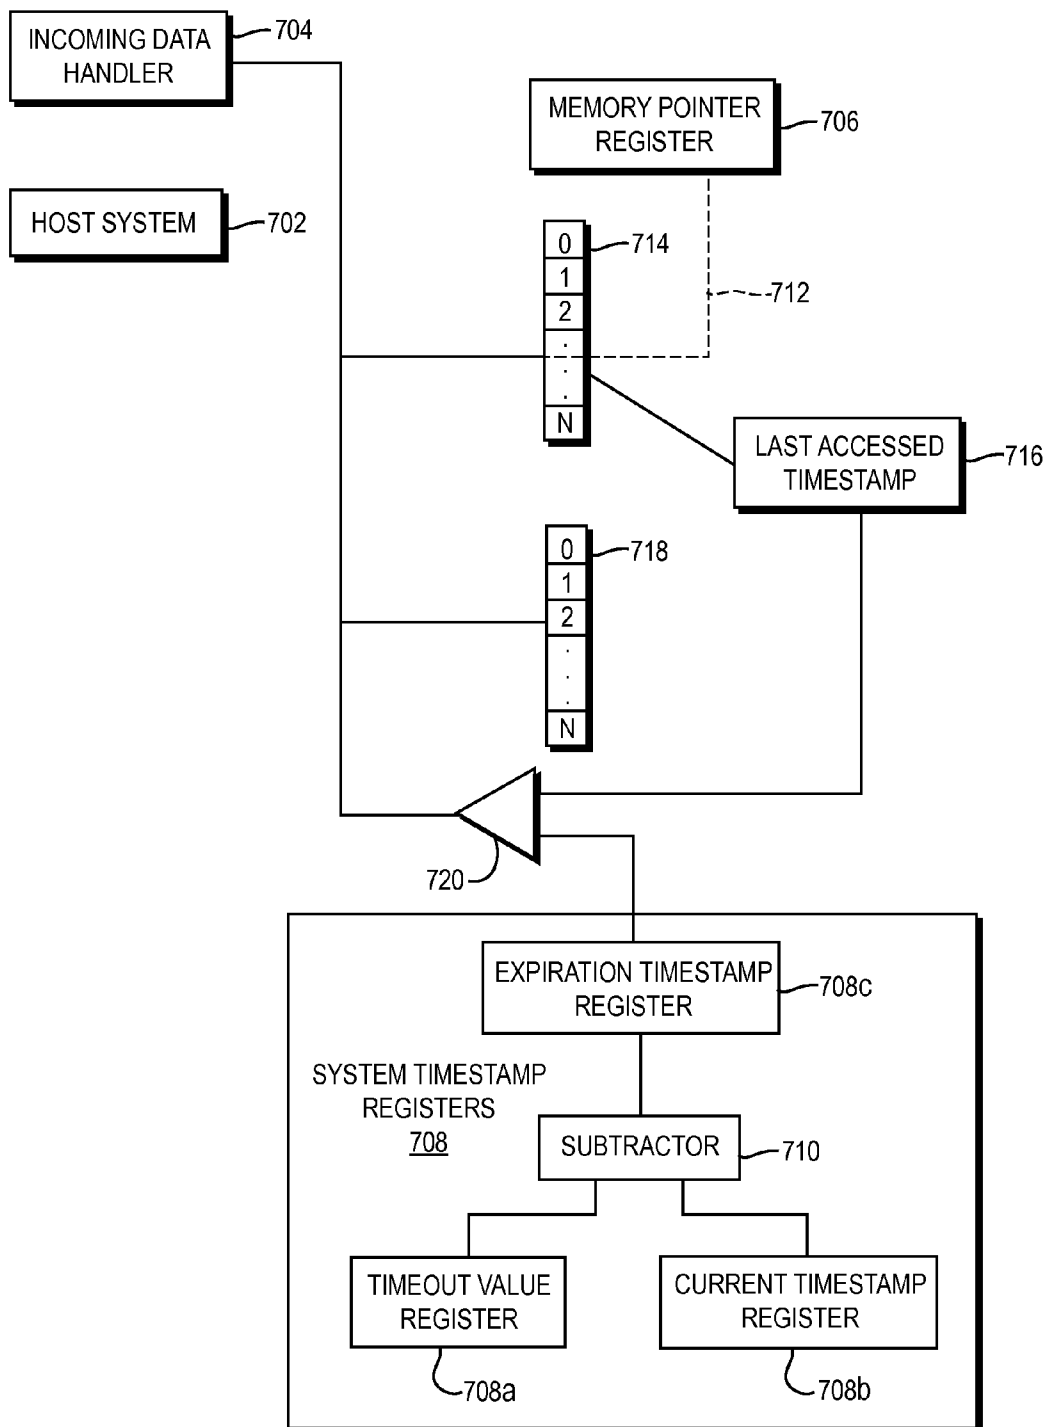 INCOMING DATA
HANDLER
704
MEMORY POINTER
REGISTER
706
HOST SYSTEM
702
0
1
2
.
.
.
N
714
712
LAST ACCESSED
TIMESTAMP
716
0
1
2
.
.
.
N
718
720
EXPIRATION TIMESTAMP
REGISTER
708c
SYSTEM TIMESTAMP
REGISTERS
708
SUBTRACTOR
710
TIMEOUT VALUE
REGISTER
708a
CURRENT TIMESTAMP
REGISTER
708b